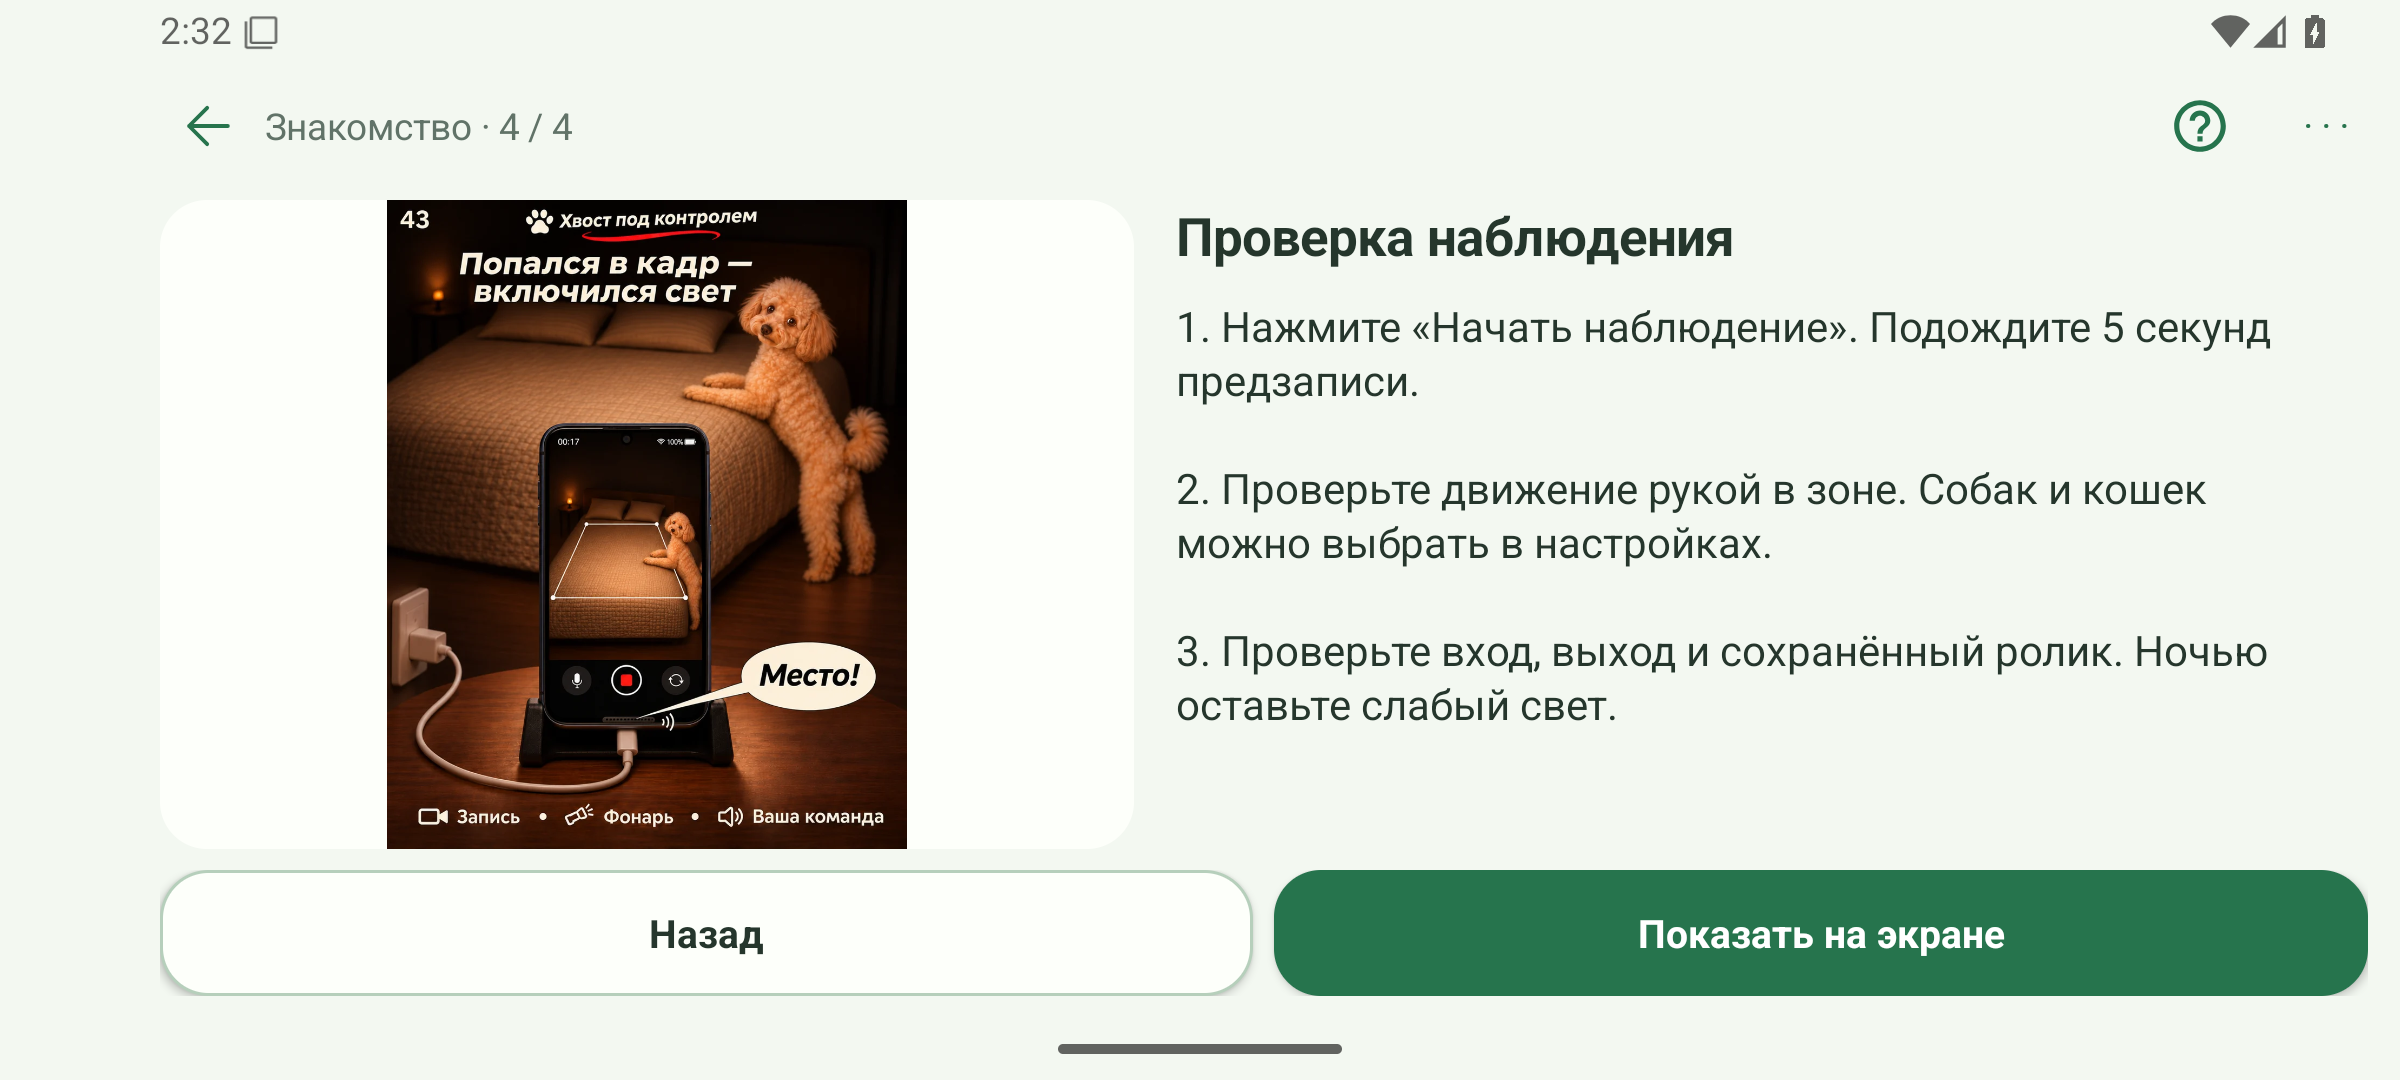 2:32
Знакомство · 4 / 4
43
Хвост под контролем
Попался в кадр —
включился свет
00:17
100%
Место!
Запись • Фонарь • Ваша команда
Проверка наблюдения
1. Нажмите «Начать наблюдение». Подождите 5 секунд
предзаписи.
2. Проверьте движение рукой в зоне. Собак и кошек
можно выбрать в настройках.
3. Проверьте вход, выход и сохранённый ролик. Ночью
оставьте слабый свет.
Назад
Показать на экране